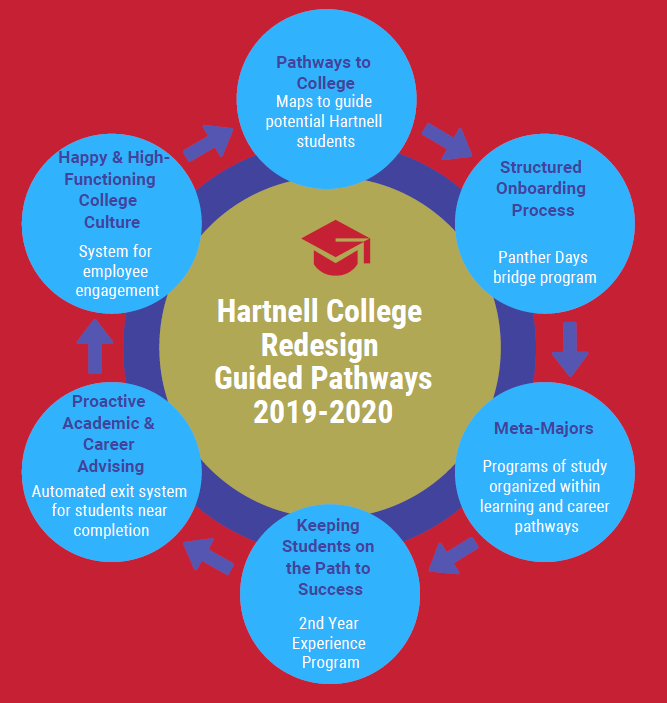 Pathways to
College
Maps to guide
potential Hartnell
students
Structured
Onboarding
Process
Panther Days
bridge program
Meta-Majors
Programs of study
organized within
learning and career
pathways
Keeping
Students on
the Path to
Success
2nd Year
Experience
Program
Proactive
Academic &
Career
Advising
Automated exit system
for students near
completion
Happy & High-
Functioning
College
Culture
System for
employee
engagement
Hartnell College
Redesign
Guided Pathways
2019-2020